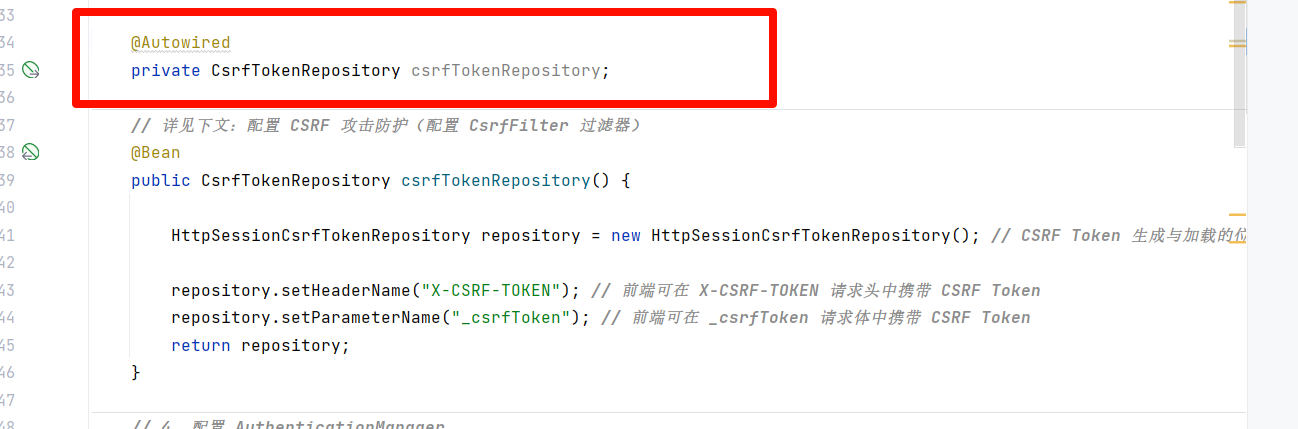 33
34 @Autowired
35 private CsrfTokenRepository csrfTokenRepository;
36
37 // 详见下文：配置 CSRF 攻击防护（配置 CsrfFilter 过滤器）
38 @Bean
39 public CsrfTokenRepository csrfTokenRepository() {
40
41 HttpSessionCsrfTokenRepository repository = new HttpSessionCsrfTokenRepository(); // CSRF Token 生成与加载的位
42
43 repository.setHeaderName("X-CSRF-TOKEN"); // 前端可在 X-CSRF-TOKEN 请求头中携带 CSRF Token
44 repository.setParameterName("_csrfToken"); // 前端可在 _csrfToken 请求体中携带 CSRF Token
45 return repository;
46 }
47
48 // 4. 配置 AuthenticationManager